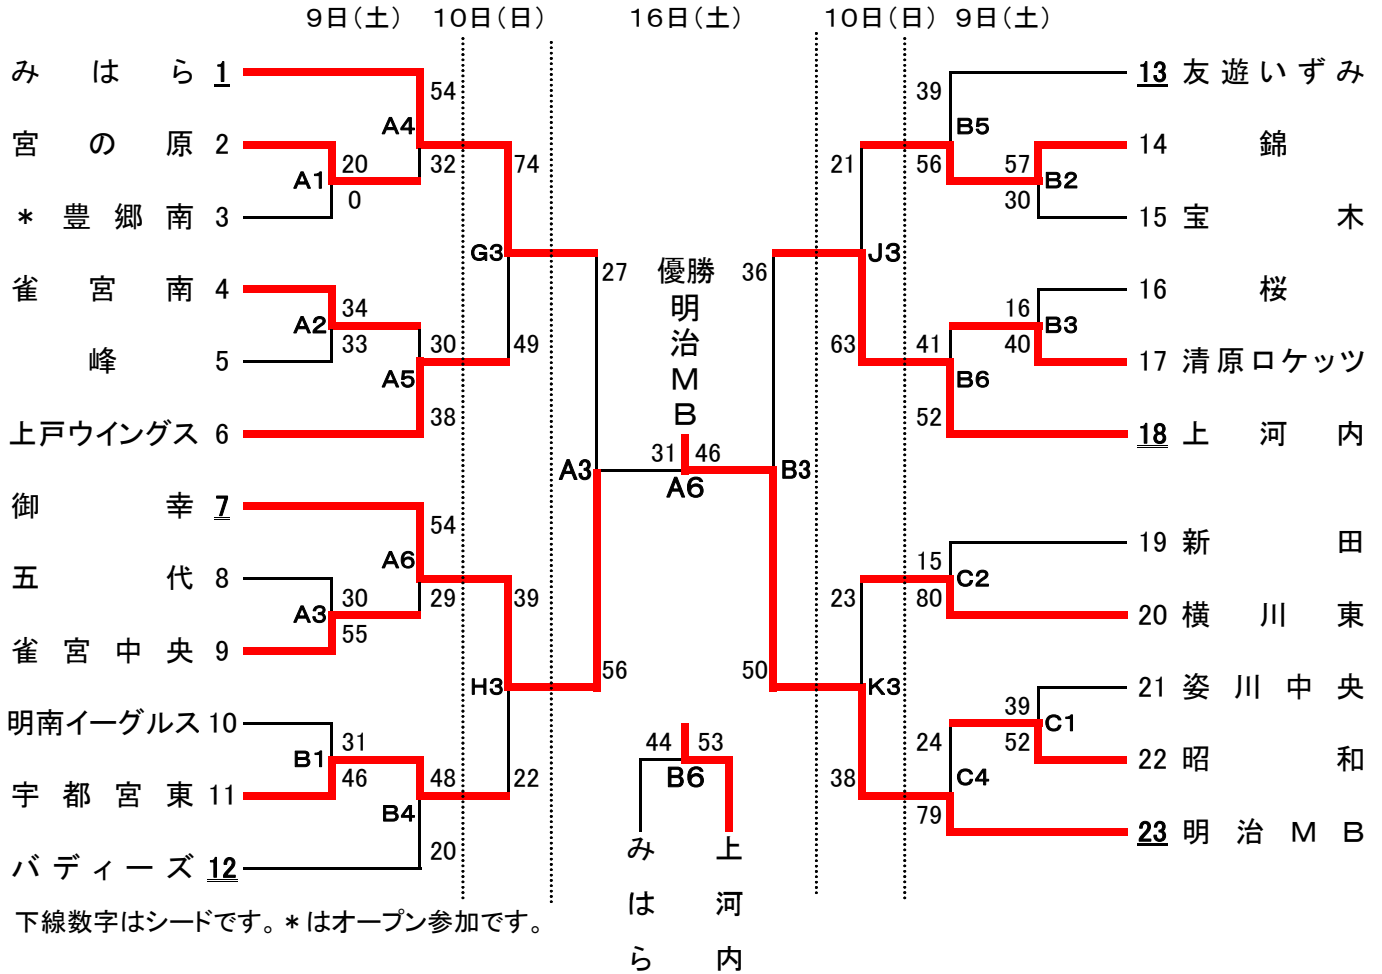 9日(土) 10日(日) 16日(土) 10日(日) 9日(土)
みはら 1
宮の原 2
*豊郷南 3
雀宮南 4
峰 5
上戸ウイングス 6
御幸 7
五代 8
雀宮中央 9
明南イーグルス 10
宇都宮東 11
バディーズ 12
A4 54 32
A1 20 0
A2 34 33
A5 30 38
A6 54 29
A3 30 55
B1 31 46
B4 48 20
G3 74 49
H3 39 22
A3 27 56
優勝
明治MB
31 46
A6
44 53
B6
みはら
上河内
B3 36 50
J3 21 63
K3 23 38
B5 39 56
B2 57 30
B3 16 40
B6 41 52
C2 15 80
C1 39 52
C4 24 79
13 友遊いずみ
14 錦
15 宝木
16 桜
17 清原ロケッツ
18 上河内
19 新田
20 横川東
21 姿川中央
22 昭和
23 明治MB
下線数字はシードです。*はオープン参加です。